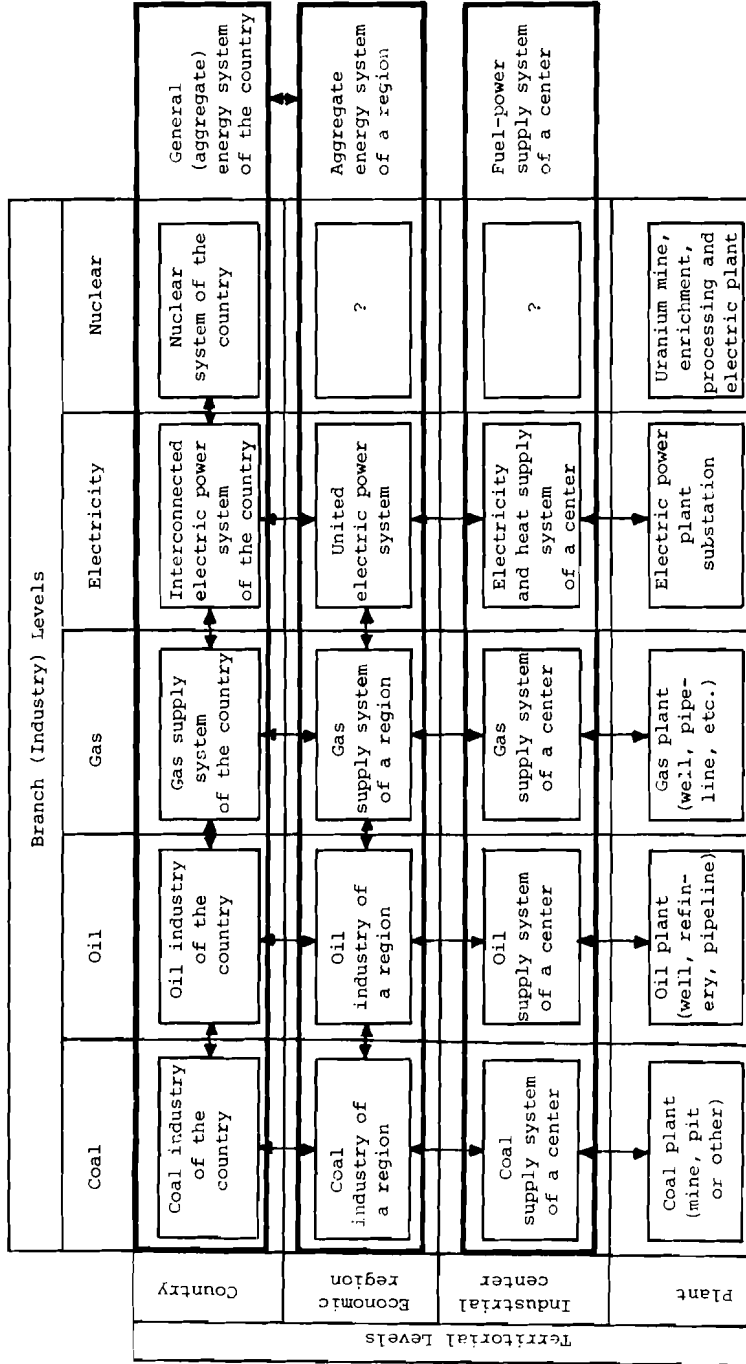 Branch (Industry) Levels
Coal
Oil
Gas
Electricity
Nuclear
Territorial Levels
Country
Coal industry
of the
country
Oil industry
of the
country
Gas supply
system
of the country
Interconnected
electric power
system
of the country
Nuclear
system of the
country
General
(aggregate)
energy system
of the country
Economic
region
Coal
industry of
a region
Oil
industry of
a region
Gas
supply system
of a region
United
electric power
system
?
Aggregate
energy system
of a region
Industrial
center
Coal
supply system
of a center
Oil
supply system
of a center
Gas
supply system
of a center
Electricity
and heat supply
system
of a center
?
Fuel-power
supply system
of a center
Plant
Coal plant
(mine, pit
or other)
Oil plant
(well, refin-
ery, pipeline)
Gas plant
(well, pipe-
line, etc.)
Electric power
plant
substation
Uranium mine,
enrichment,
processing and
electric plant